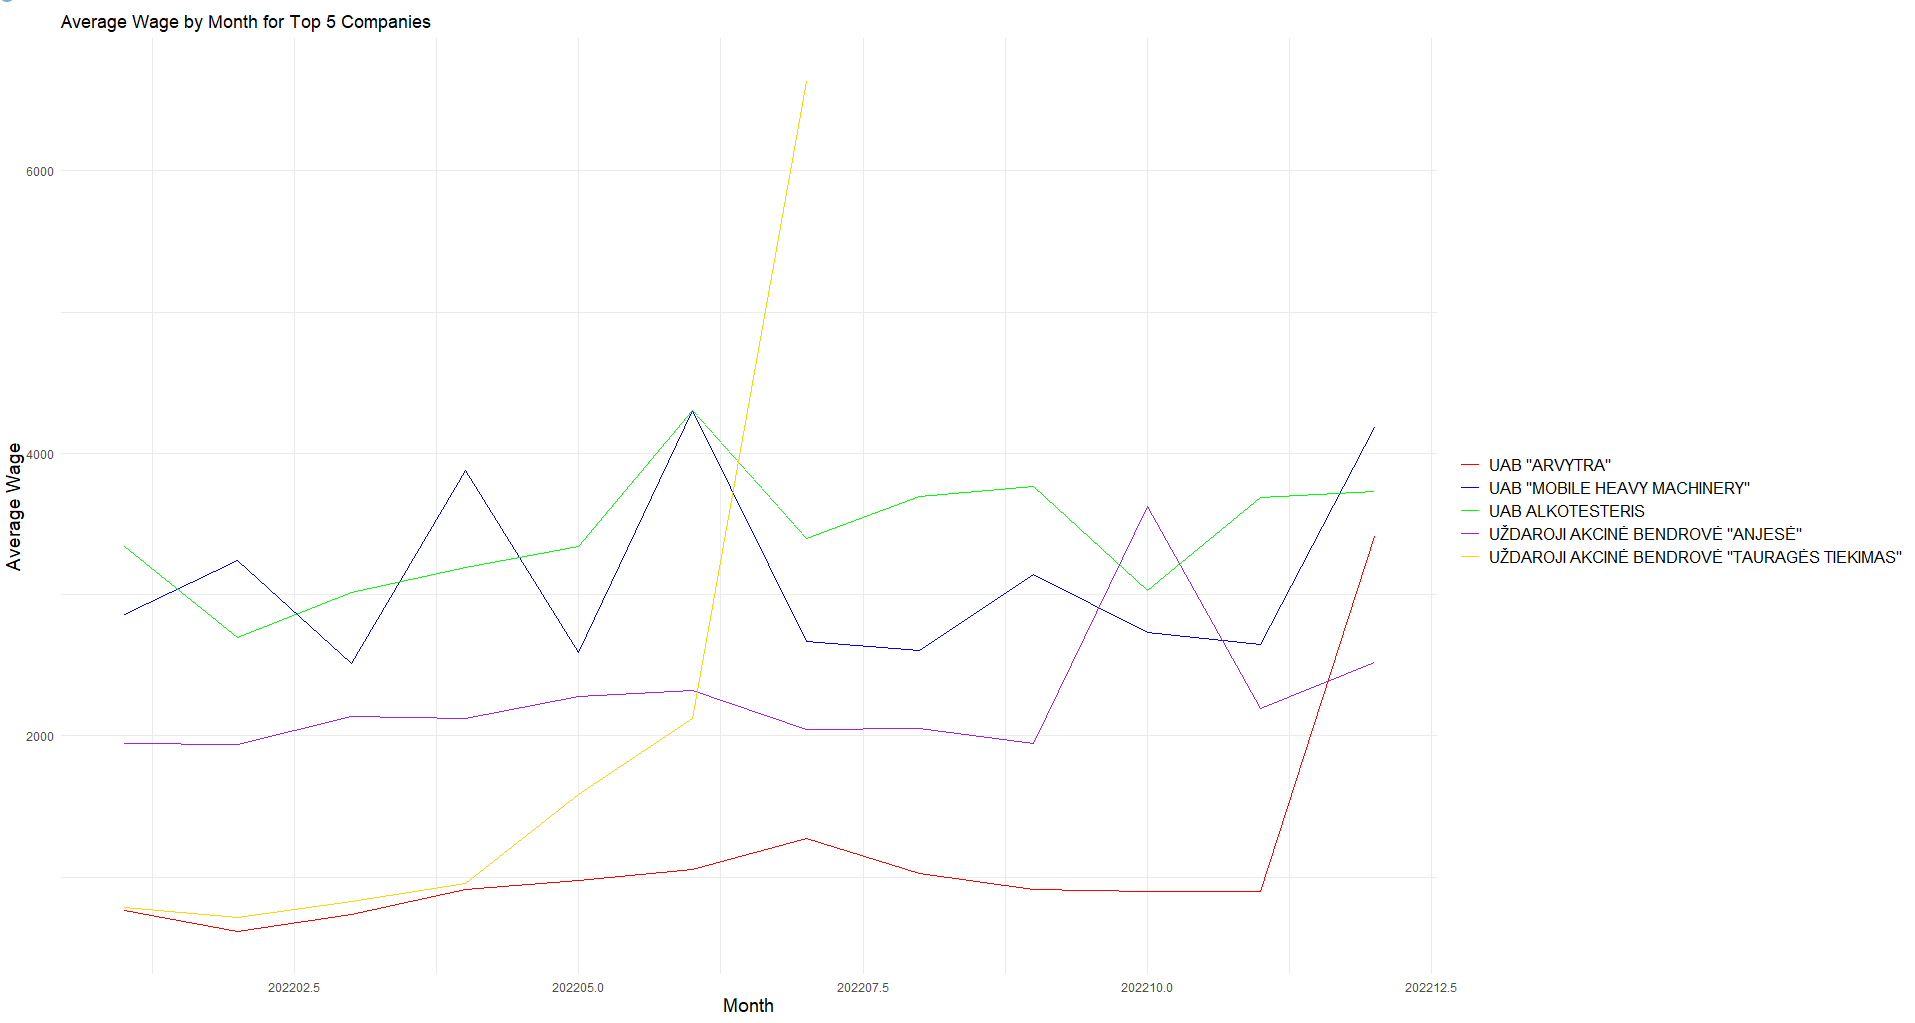 Average Wage by Month for Top 5 Companies
Average Wage
6000
4000
2000
202202.5
202205.0
202207.5
202210.0
202212.5
Month
UAB "ARVYTRA"
UAB "MOBILE HEAVY MACHINERY"
UAB ALKOTESTERIS
UŽDAROJI AKCINĖ BENDROVĖ "ANJESĖ"
UŽDAROJI AKCINĖ BENDROVĖ "TAURAGĖS TIEKIMAS"